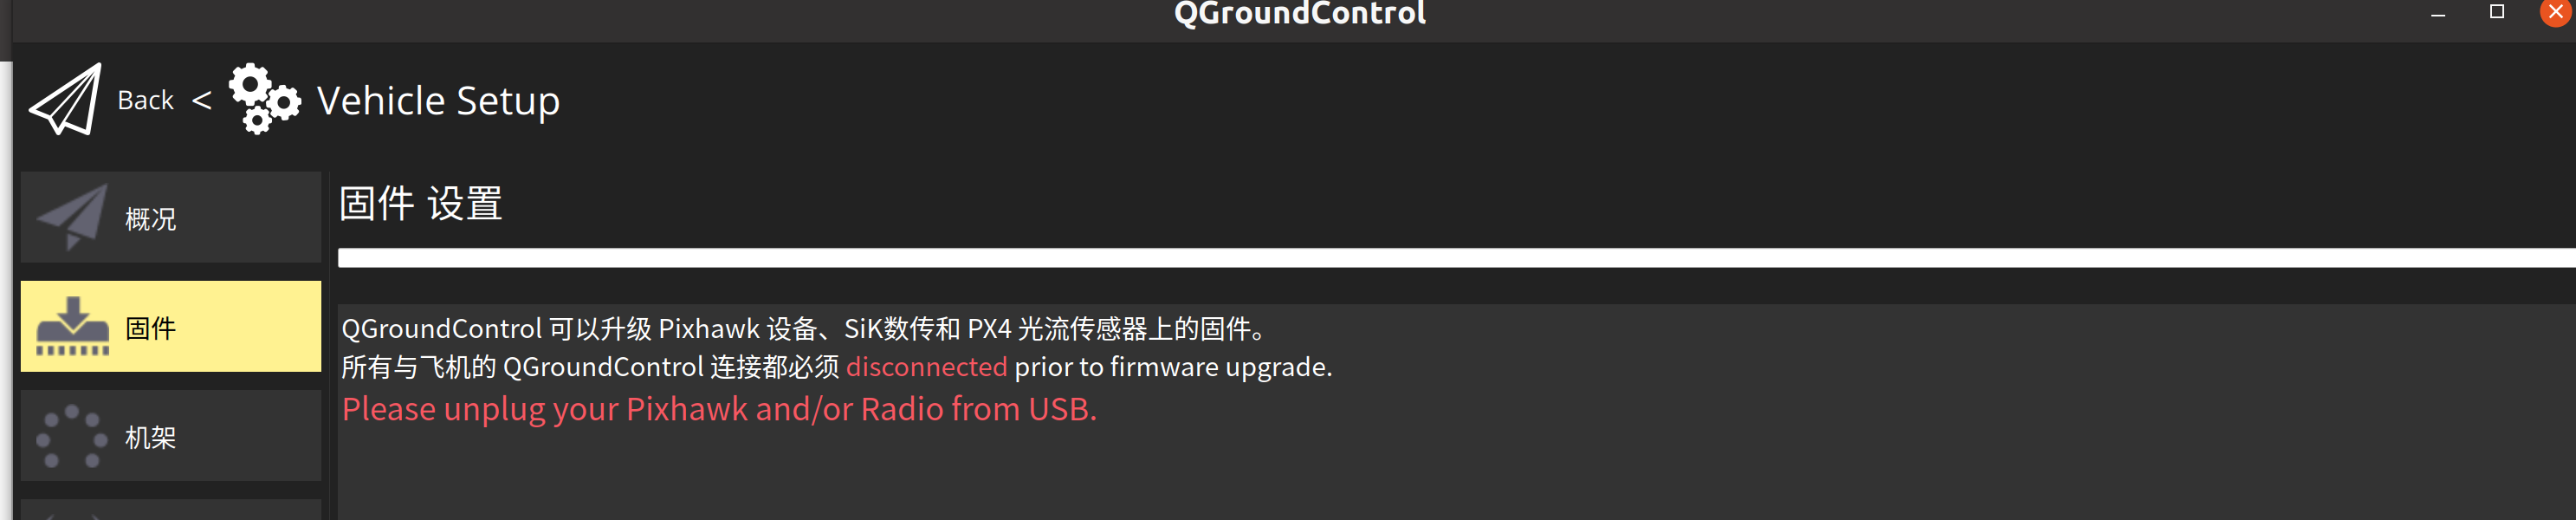 QGroundControl
Back < Vehicle Setup
概况
固件
机架
固件 设置
QGroundControl 可以升级 Pixhawk 设备、SiK数传和 PX4 光流传感器上的固件。
所有与飞机的 QGroundControl 连接都必须 disconnected prior to firmware upgrade.
Please unplug your Pixhawk and/or Radio from USB.